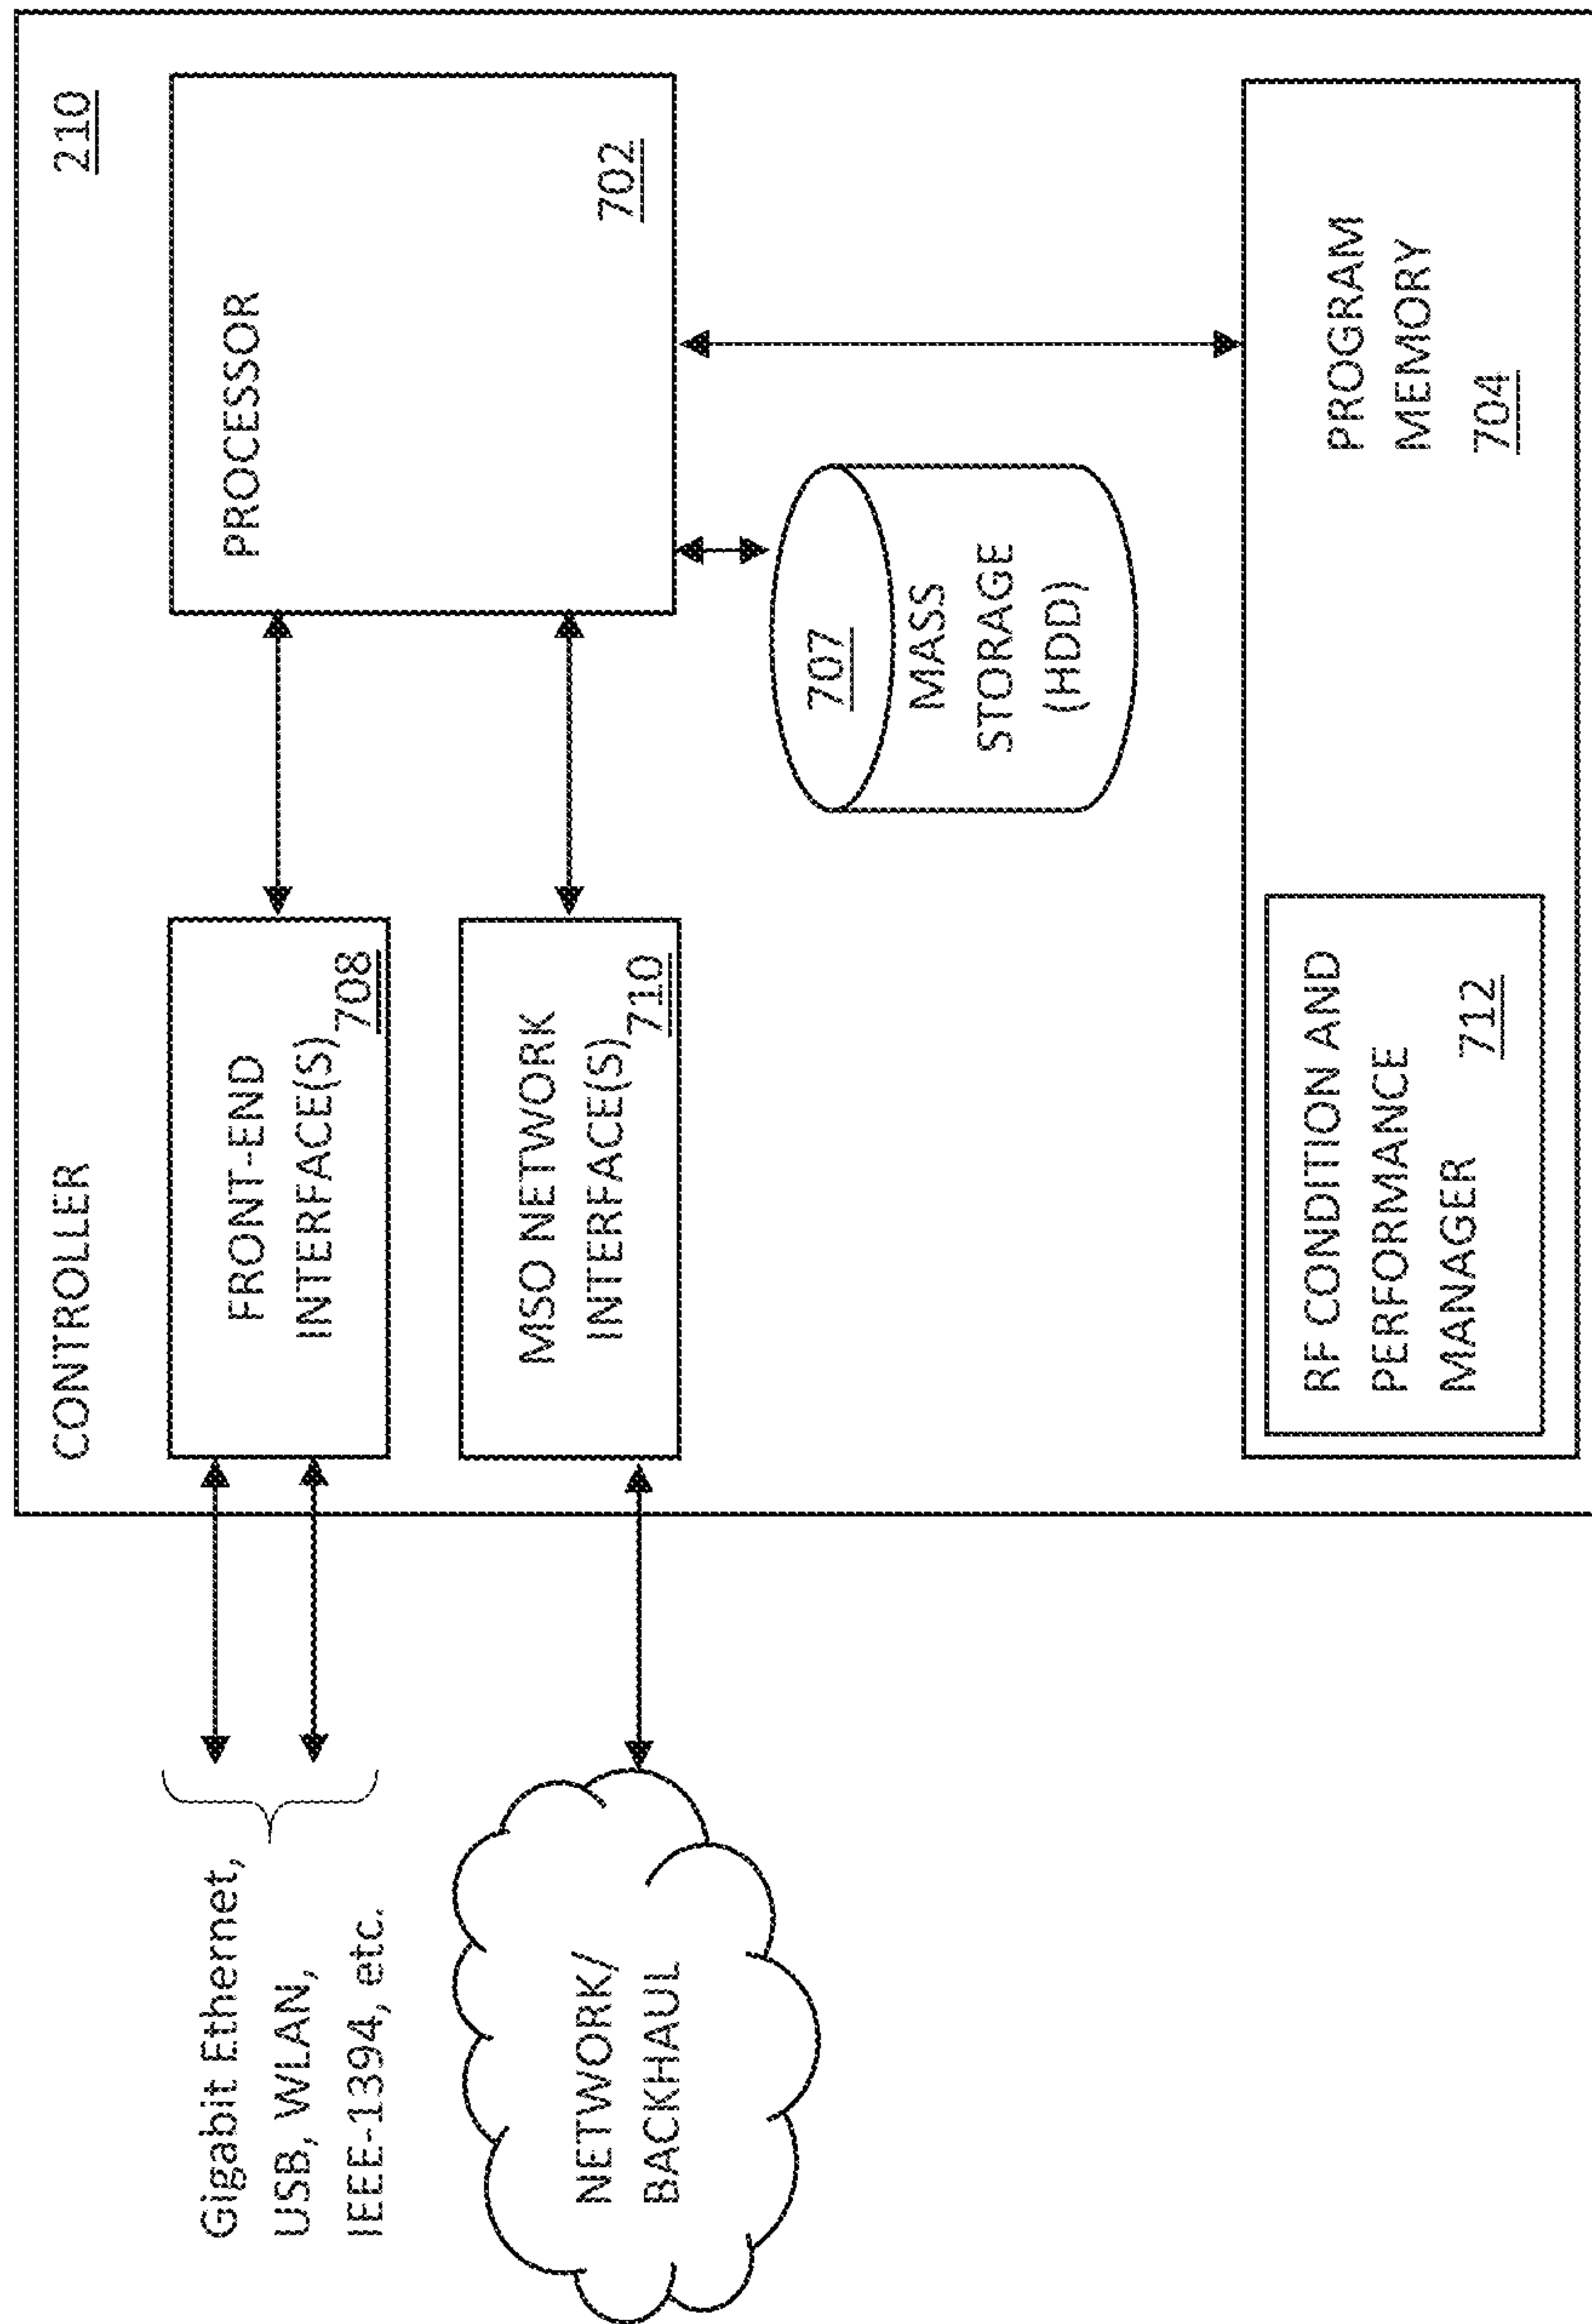 CONTROLLER
210
FRONT-END
INTERFACE(S)
708
PROCESSOR
702
Gigabit Ethernet,
USB, WLAN,
IEEE-1394, etc.
MSO NETWORK
INTERFACE(S)
710
NETWORK/
BACKHAUL
707
MASS
STORAGE
(HDD)
RF CONDITION AND
PERFORMANCE
MANAGER
712
PROGRAM
MEMORY
704